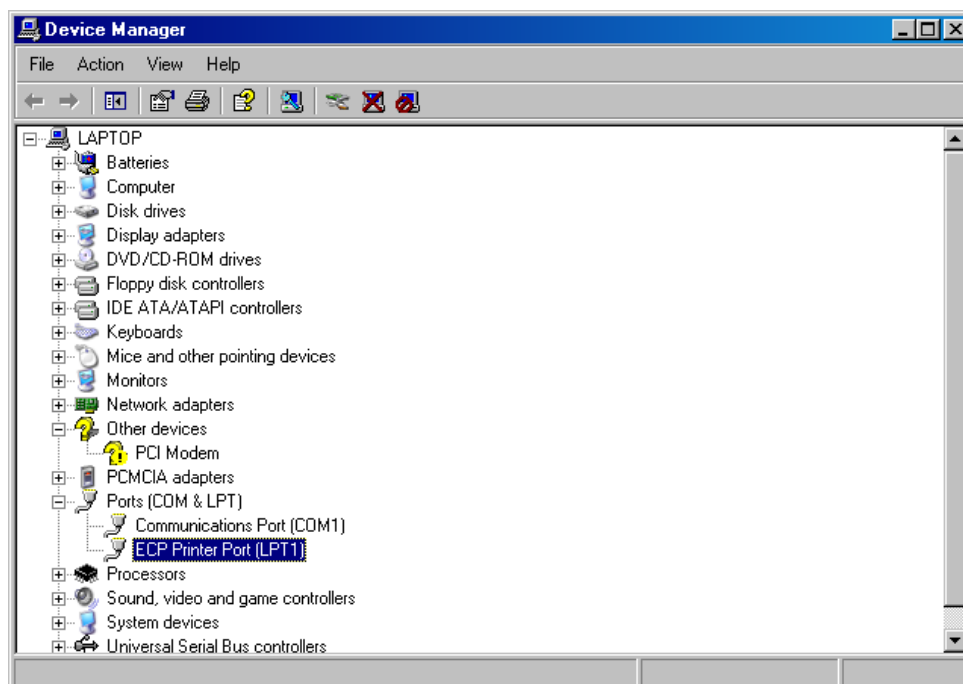 Device Manager
File Action View Help
LAPTOP
Batteries
Computer
Disk drives
Display adapters
DVD/CD-ROM drives
Floppy disk controllers
IDE ATA/ATAPI controllers
Keyboards
Mice and other pointing devices
Monitors
Network adapters
Other devices
PCI Modem
PCMCIA adapters
Ports (COM & LPT)
Communications Port (COM1)
ECP Printer Port (LPT1)
Processors
Sound, video and game controllers
System devices
Universal Serial Bus controllers